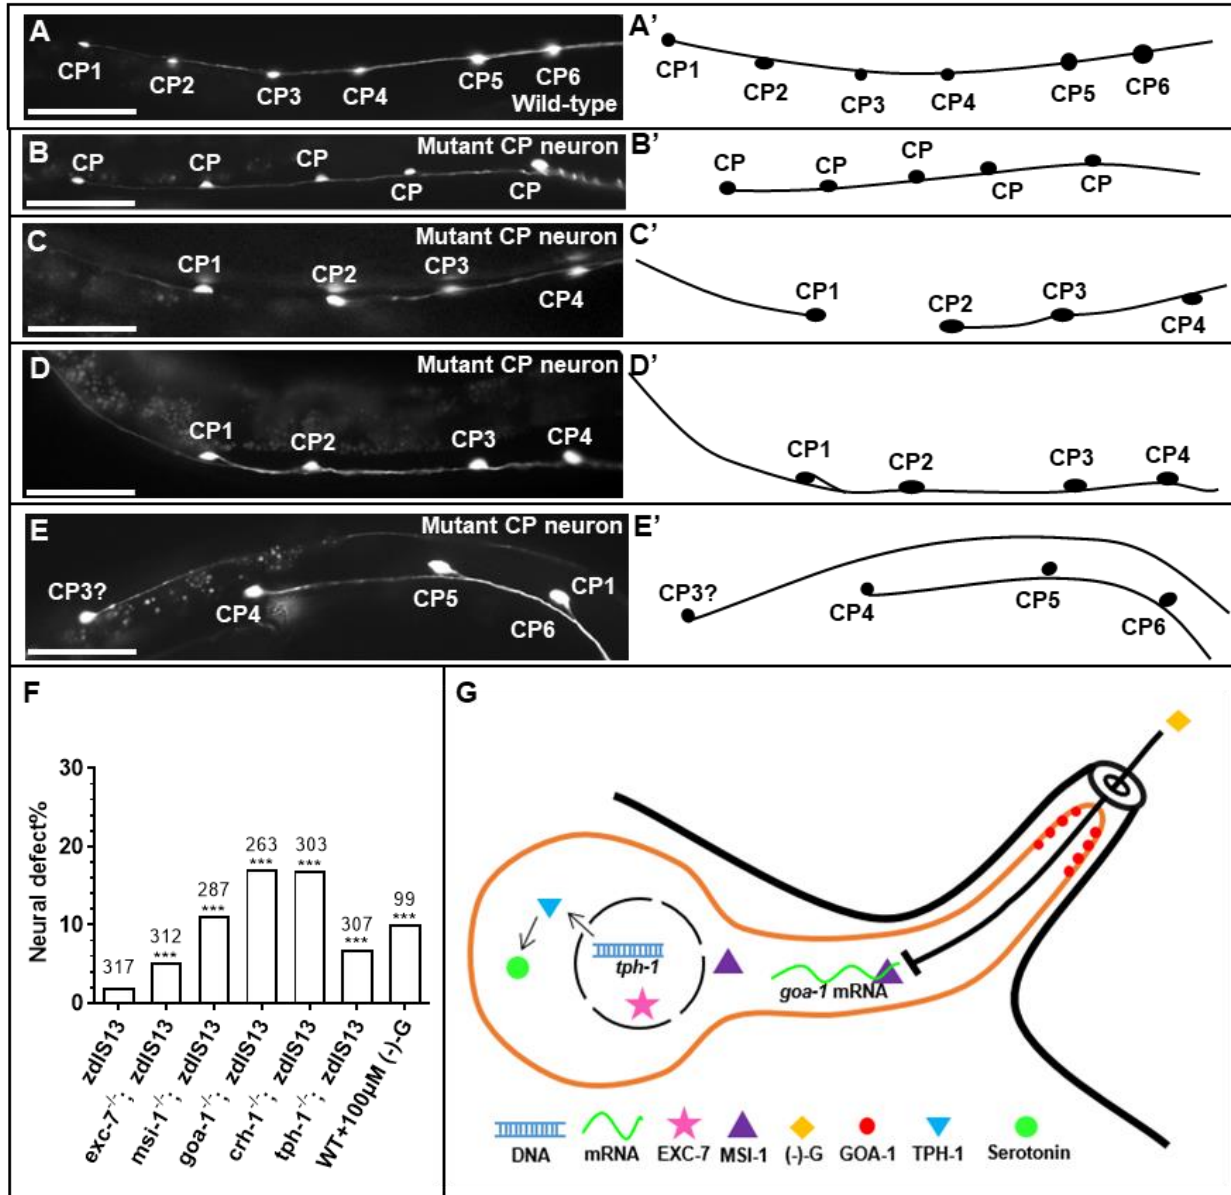 A
CP1
CP2
CP3
CP4
CP5
CP6
Wild-type
A’
CP1
CP2
CP3
CP4
CP5
CP6
B
Mutant CP neuron
CP
CP
CP
CP
CP
B’
CP
CP
CP
CP
CP
C
Mutant CP neuron
CP1
CP2
CP3
CP4
C’
CP1
CP2
CP3
CP4
D
Mutant CP neuron
CP1
CP2
CP3
CP4
D’
CP1
CP2
CP3
CP4
E
Mutant CP neuron
CP3?
CP4
CP5
CP1
CP6
E’
CP3?
CP4
CP5
CP6
F
Neural defect%
30
20
10
0
317
312
***
287
***
263
***
303
***
307
***
99
***
zdIS13
exc-7-/-; zdIS13
msi-1-/-; zdIS13
goa-1-/-; zdIS13
crh-1-/-; zdIS13
tph-1-/-; zdIS13
WT+100µM (-)-G
G
tph-1
goa-1 mRNA
DNA
mRNA
EXC-7
MSI-1
(-)-G
GOA-1
TPH-1
Serotonin